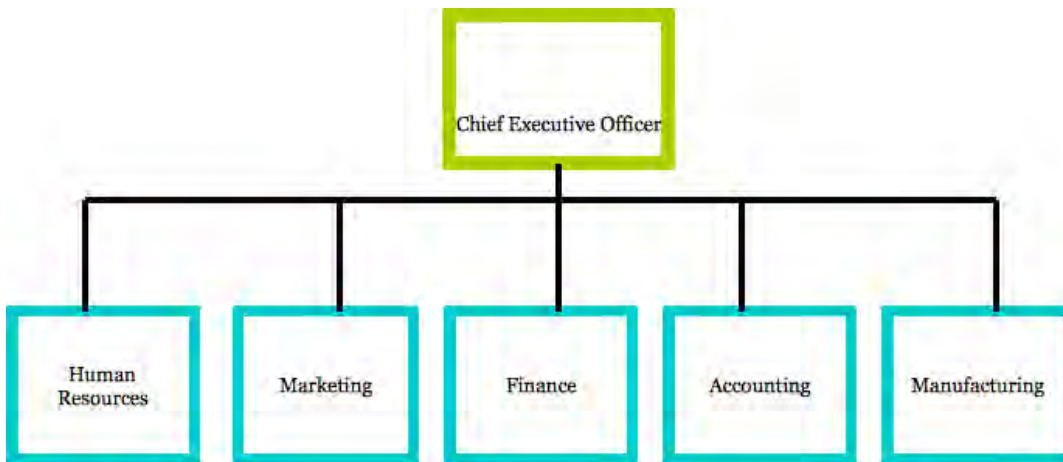 Chief Executive Officer
Human
Resources
Marketing
Finance
Accounting
Manufacturing